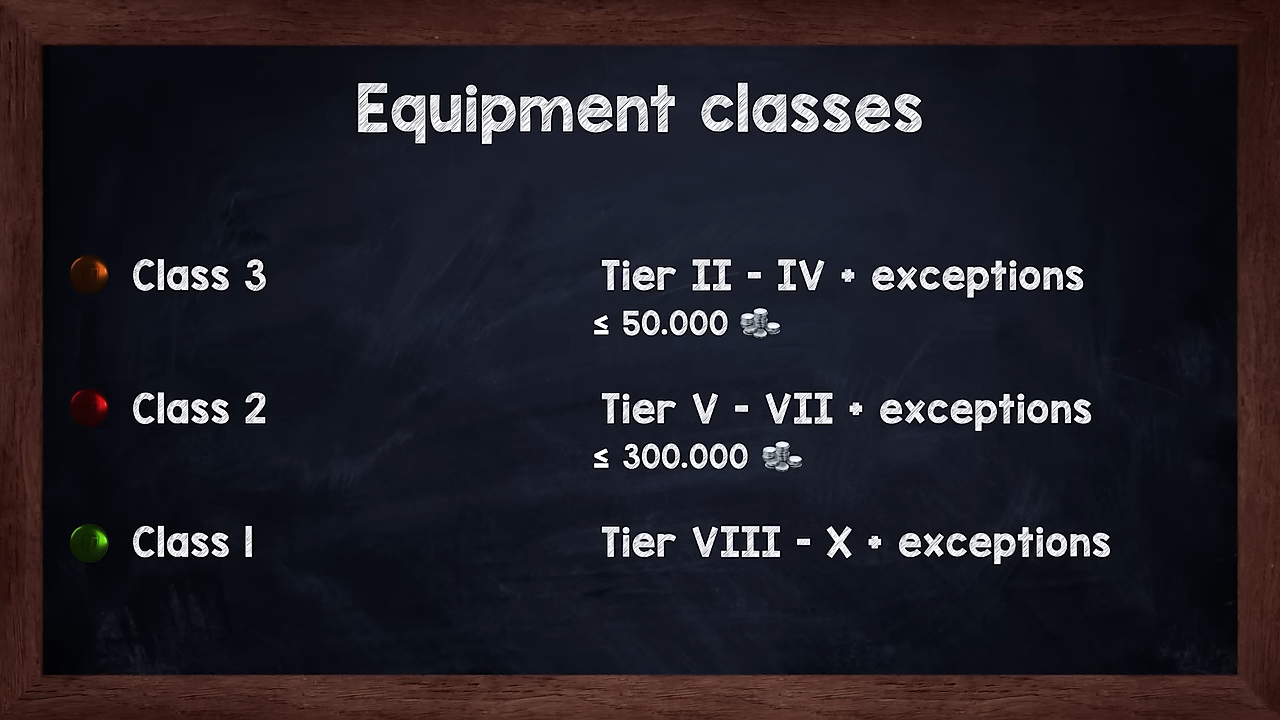 Equipment classes
Class 3 Tier II - IV + exceptions
≤ 50.000
Class 2 Tier V - VII + exceptions
≤ 300.000
Class 1 Tier VIII - X + exceptions